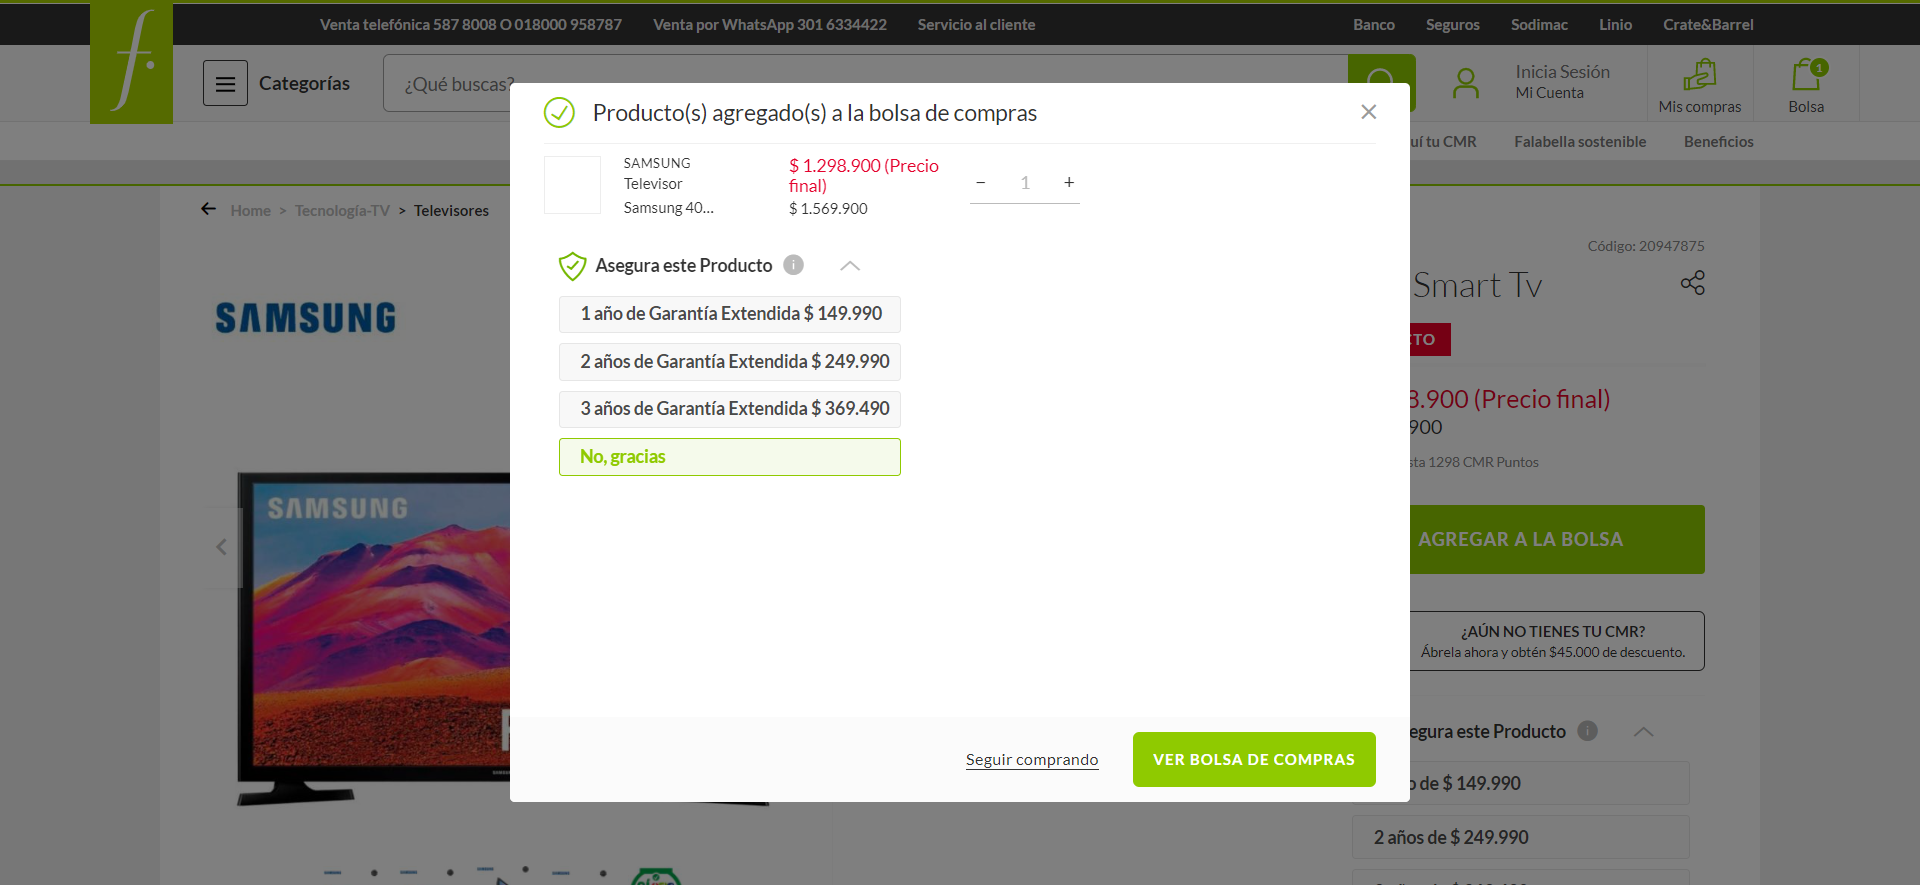 Venta telefónica 587 8008 O 018000 958787
Venta por WhatsApp 301 6334422
Servicio al cliente
Banco
Seguros
Sodimac
Linio
Crate&Barrel
f.
Categorías
¿Qué buscas?
Inicia Sesión
Mi Cuenta
Mis compras
1
Bolsa
tu CMR
Falabella sostenible
Beneficios
Home > Tecnología-TV > Televisores
Producto(s) agregado(s) a la bolsa de compras
SAMSUNG
Televisor
Samsung 40...
$ 1.298.900 (Precio
final)
$ 1.569.900
− 1 +
Asegura este Producto
1 año de Garantía Extendida $ 149.990
2 años de Garantía Extendida $ 249.990
3 años de Garantía Extendida $ 369.490
No, gracias
Seguir comprando
VER BOLSA DE COMPRAS
SAMSUNG
SAMSUNG
Código: 20947875
Smart Tv
CTO
8.900 (Precio final)
900
sta 1298 CMR Puntos
AGREGAR A LA BOLSA
¿AÚN NO TIENES TU CMR?
Ábrela ahora y obtén $45.000 de descuento.
egura este Producto
o de $ 149.990
2 años de $ 249.990